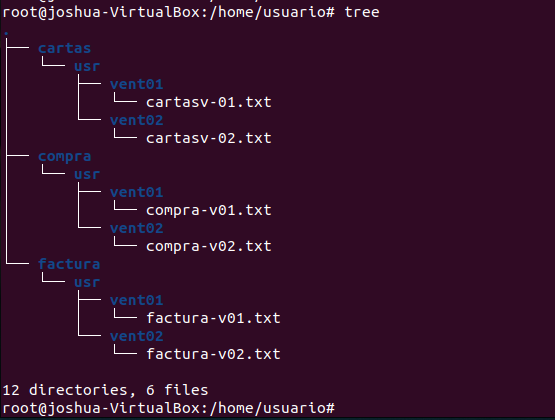 root@joshua-VirtualBox:/home/usuario# tree
.
├── cartas
│   └── usr
│       ├── vent01
│       │   └── cartasv-01.txt
│       └── vent02
│           └── cartasv-02.txt
├── compra
│   └── usr
│       ├── vent01
│       │   └── compra-v01.txt
│       └── vent02
│           └── compra-v02.txt
└── factura
    └── usr
        ├── vent01
        │   └── factura-v01.txt
        └── vent02
            └── factura-v02.txt

12 directories, 6 files
root@joshua-VirtualBox:/home/usuario#